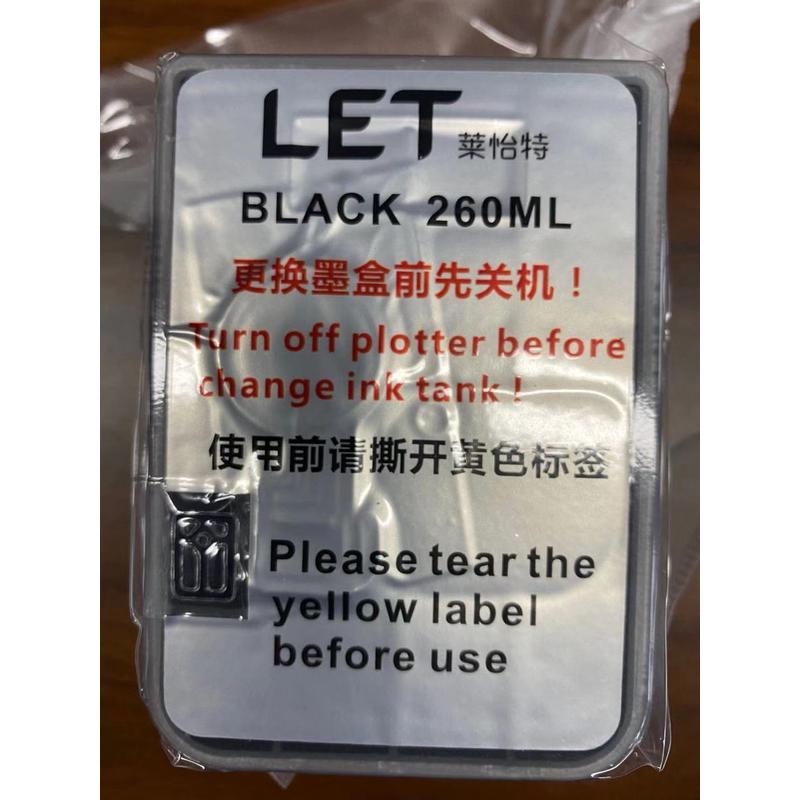 LET 莱怡特
BLACK 260ML
更换墨盒前先关机！
Turn off plotter before
change ink tank！
使用前请撕开黄色标签
Please tear the
yellow label
before use